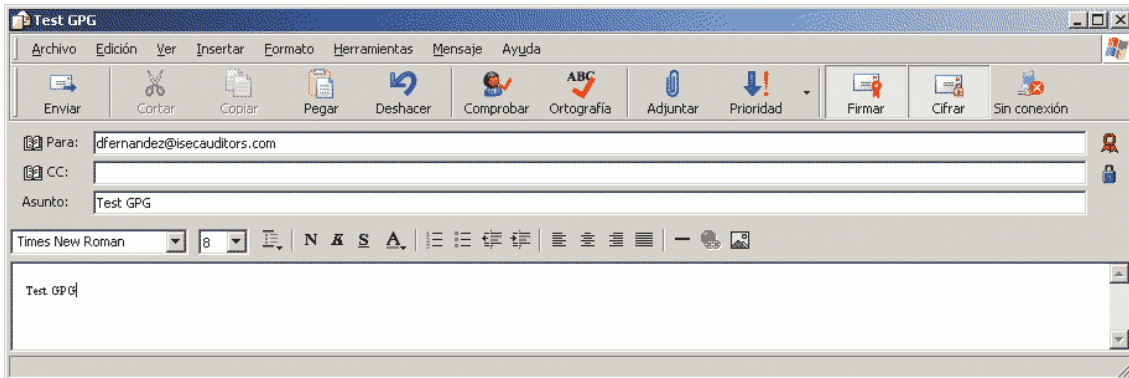 Test GPG
Archivo Edición Ver Insertar Formato Herramientas Mensaje Ayuda
ABC
Enviar Cortar Copiar Pegar Deshacer Comprobar Ortografía Adjuntar Prioridad Firmar Cifrar Sin conexión
Para: dfernandez@isecauditors.com
CC:
Asunto: Test GPG
Times New Roman 8 N K S A
Test GPG